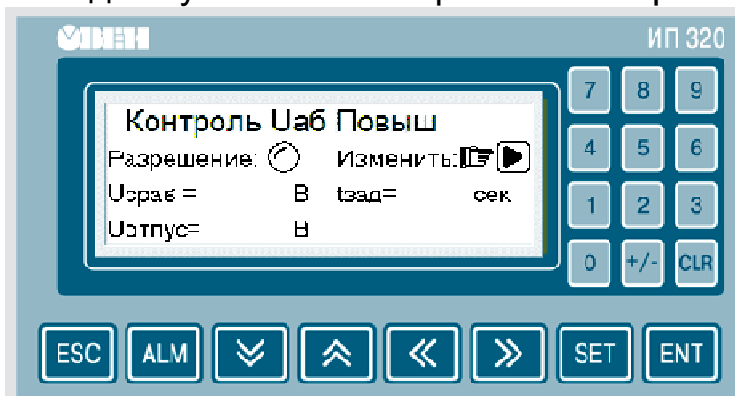 ОВЕН ИП 320
Контроль Uаб Повыш
Разрешение: Изменить:
Uсраб = В tзад= сек
Uотпус= В
7 8 9
4 5 6
1 2 3
0 +/- CLR
ESC ALM SET ENT